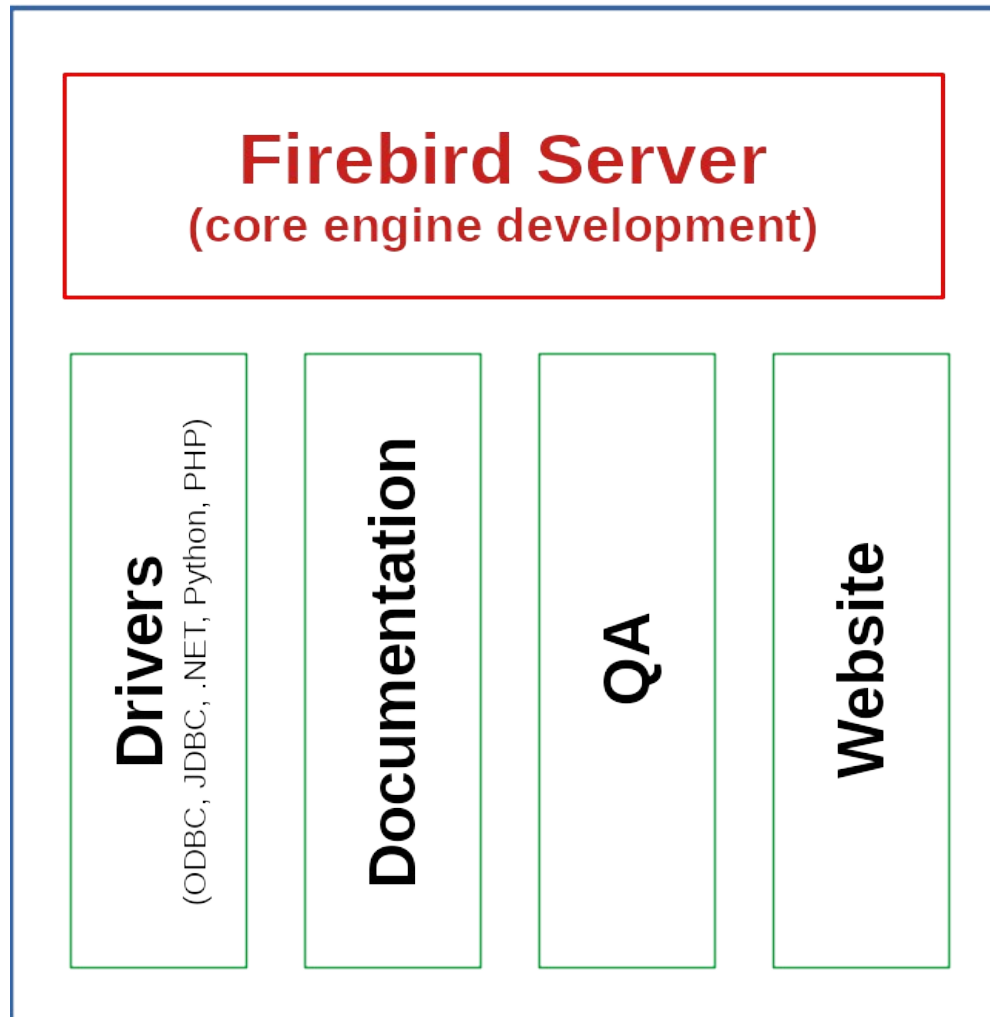 Firebird Server
(core engine development)
Drivers
(ODBC, JDBC, .NET, Python, PHP)
Documentation
QA
Website